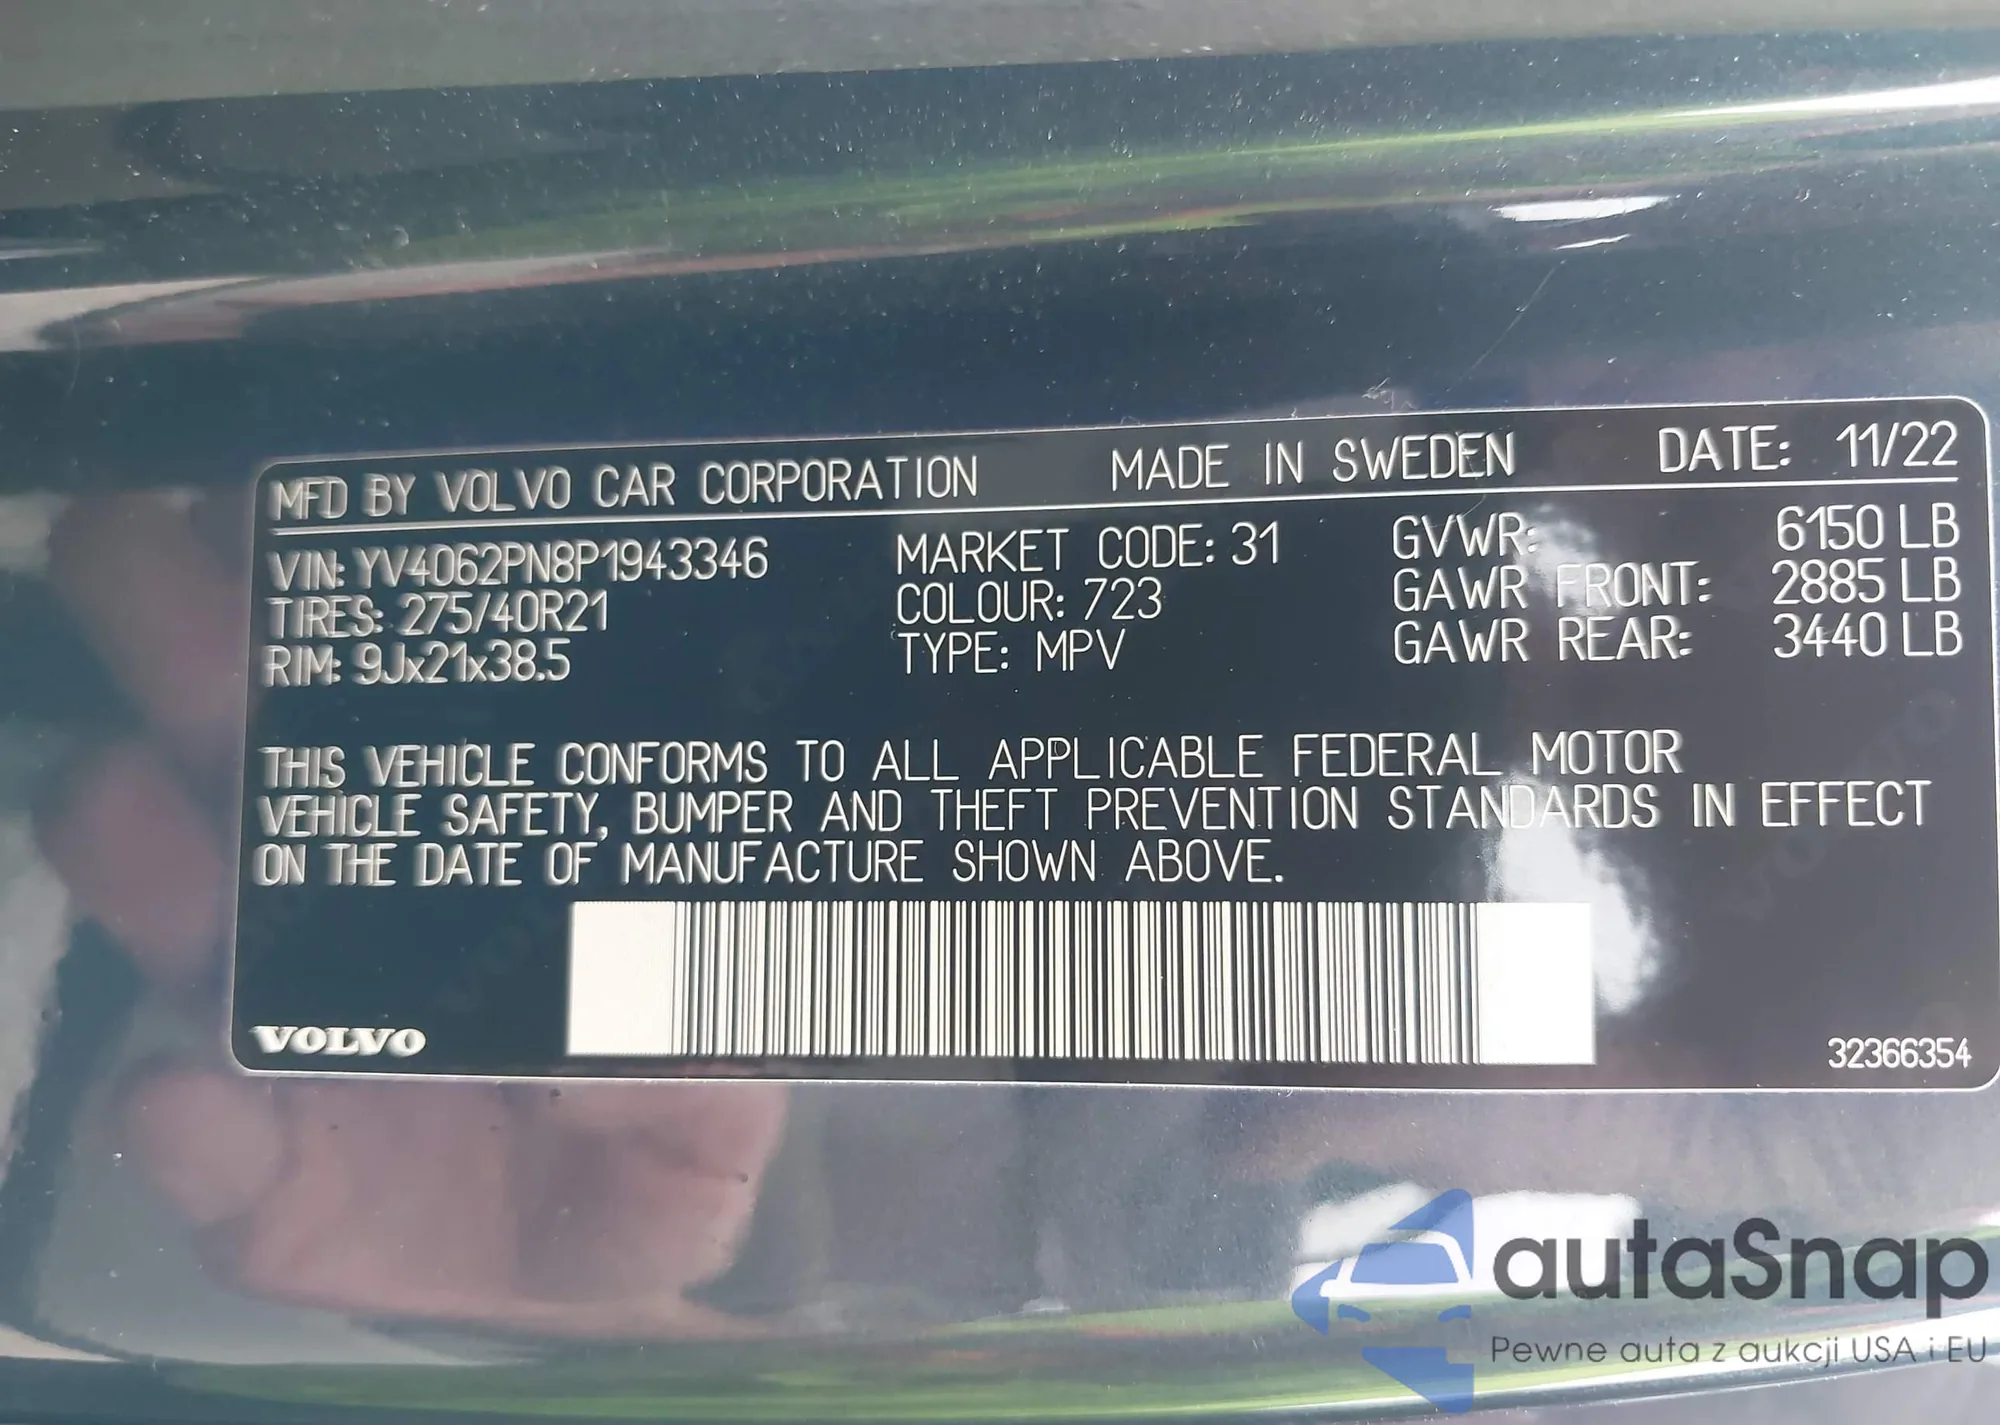 MFD BY VOLVO CAR CORPORATION MADE IN SWEDEN DATE: 11/22
VIN: YV4062PN8P1943346 MARKET CODE: 31 GVWR: 6150 LB
TIRES: 275/40R21 COLOUR: 723 GAWR FRONT: 2885 LB
RIM: 9Jx21x38.5 TYPE: MPV GAWR REAR: 3440 LB
THIS VEHICLE CONFORMS TO ALL APPLICABLE FEDERAL MOTOR
VEHICLE SAFETY, BUMPER AND THEFT PREVENTION STANDARDS IN EFFECT
ON THE DATE OF MANUFACTURE SHOWN ABOVE.
VOLVO
32366354
autaSnap
Pewne auta z aukcji USA i EU